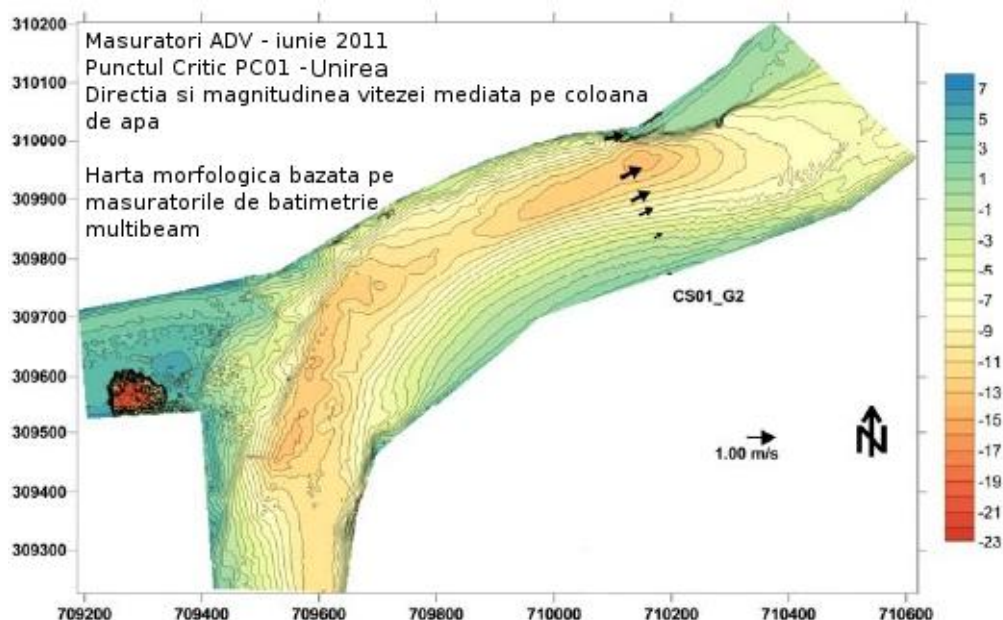 Masuratori ADV - iunie 2011
Punctul Critic PC01 -Unirea
Directia si magnitudinea vitezei mediata pe coloana
de apa
Harta morfologica bazata pe
masuratorile de batimetrie
multibeam
310200
310100
310000
309900
309800
309700
309600
309500
309400
309300
709200 709400 709600 709800 710000 710200 710400 710600
CS01_G2
1.00 m/s
N
7
5
3
1
-1
-3
-5
-7
-9
-11
-13
-15
-17
-19
-21
-23